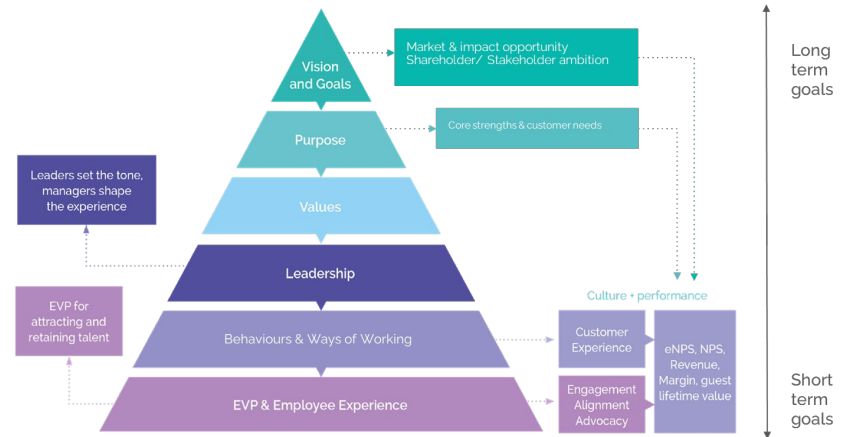 Vision
and Goals
Market & impact opportunity
Shareholder/ Stakeholder ambition
Long
term
goals
Purpose
Core strengths & customer needs
Leaders set the tone,
managers shape
the experience
Values
Leadership
EVP for
attracting and
retaining talent
Behaviours & Ways of Working
Culture + performance
Customer
Experience
eNPS, NPS,
Revenue,
Margin, guest
lifetime value
EVP & Employee Experience
Engagement
Alignment
Advocacy
Short
term
goals